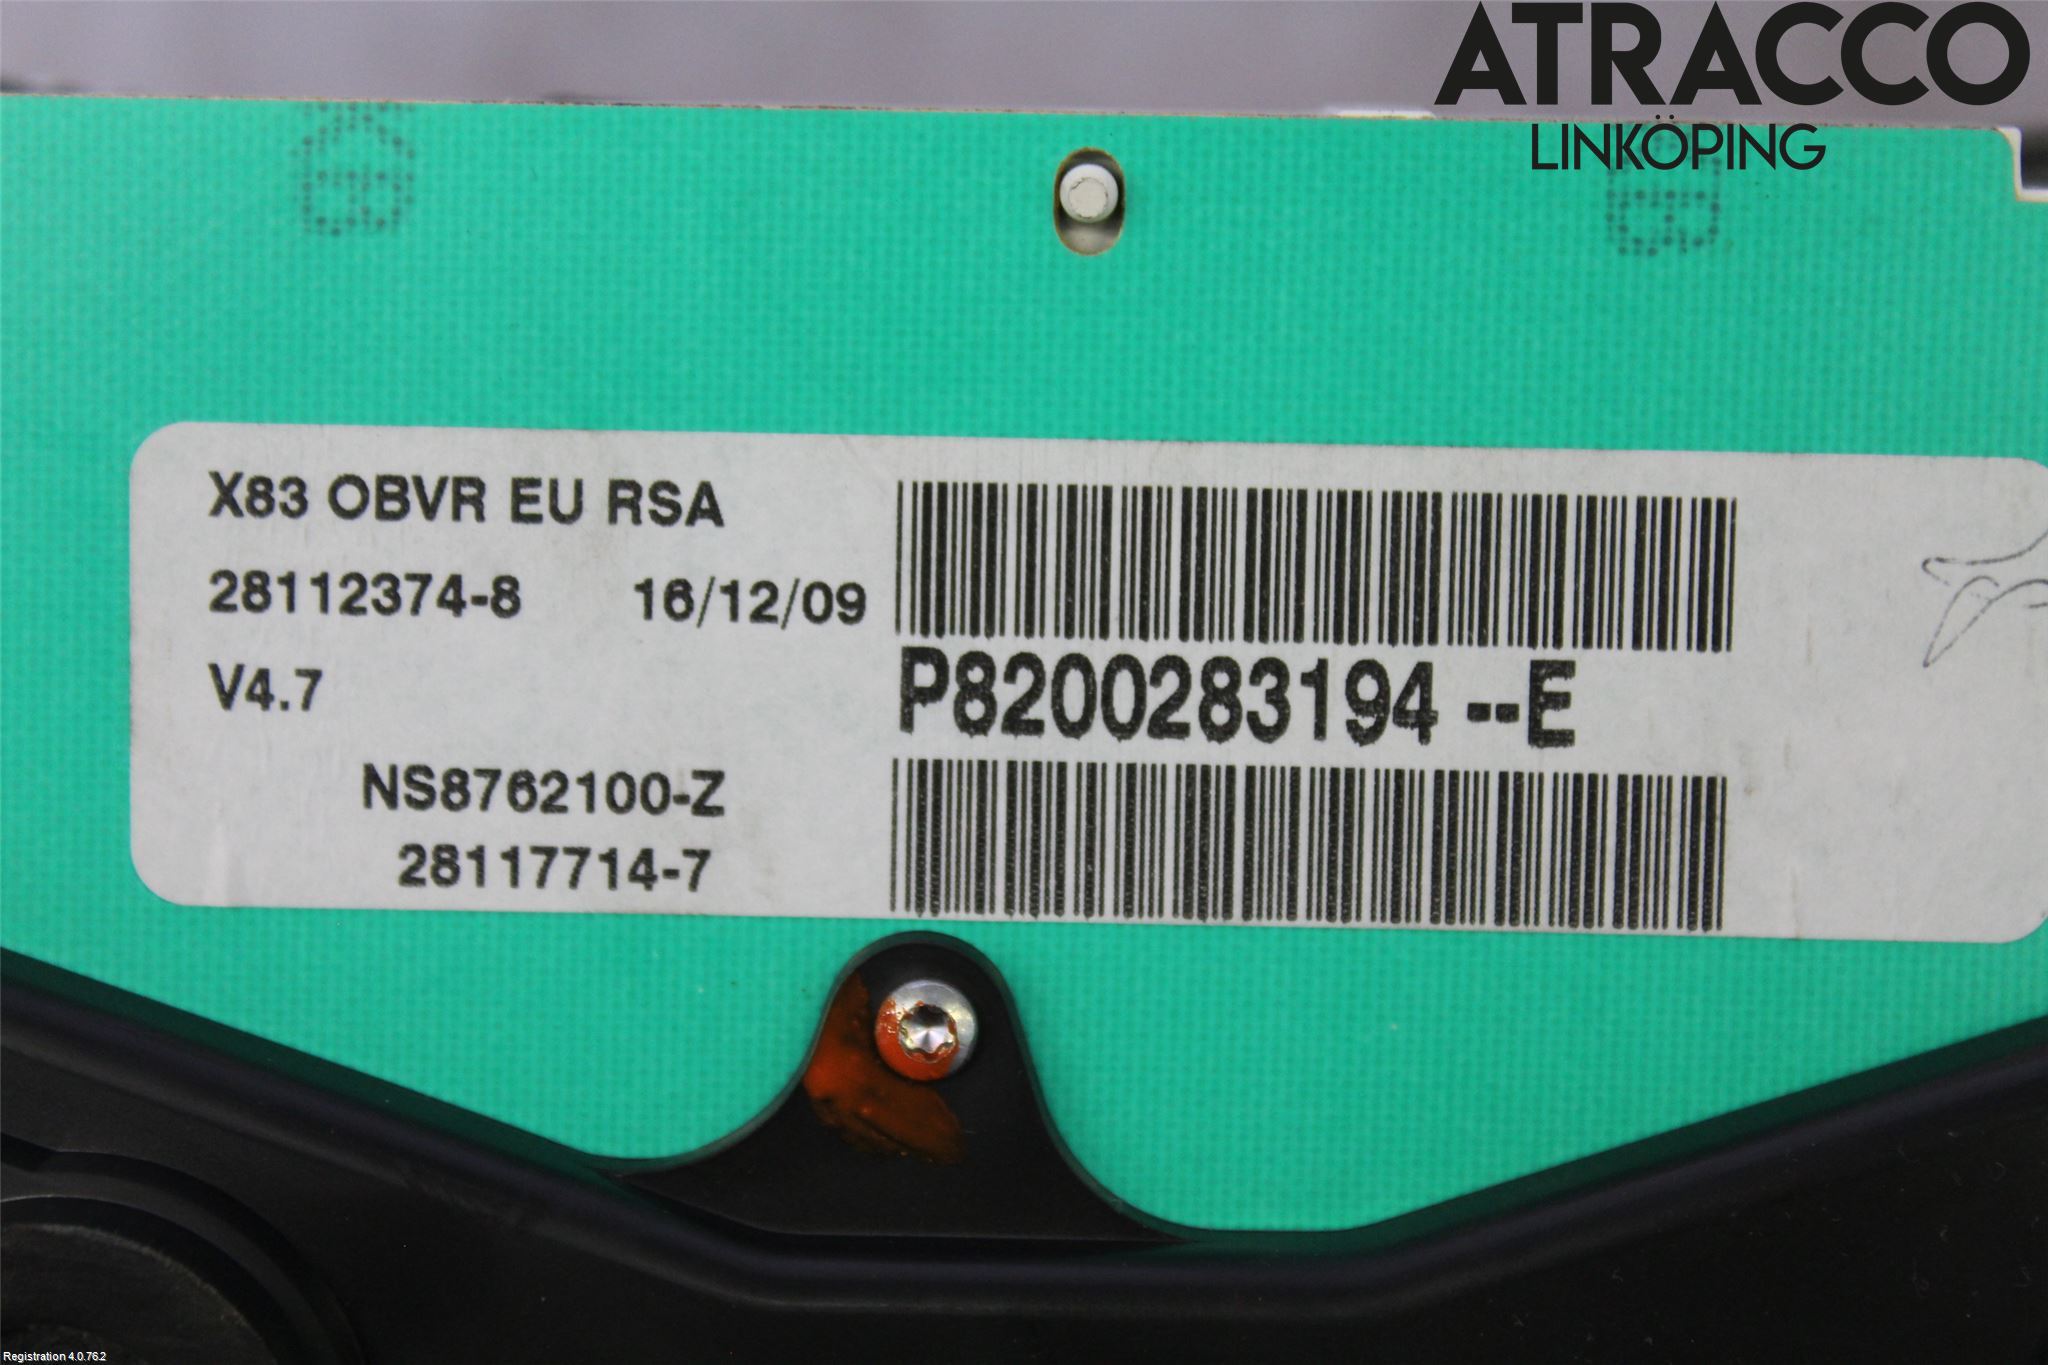 ATRACCO
LINKÖPING
X83 OBVR EU RSA
28112374-8 16/12/09
V4.7
P8200283194 --E
NS8762100-Z
28117714-7
Registration 4.0.76.2